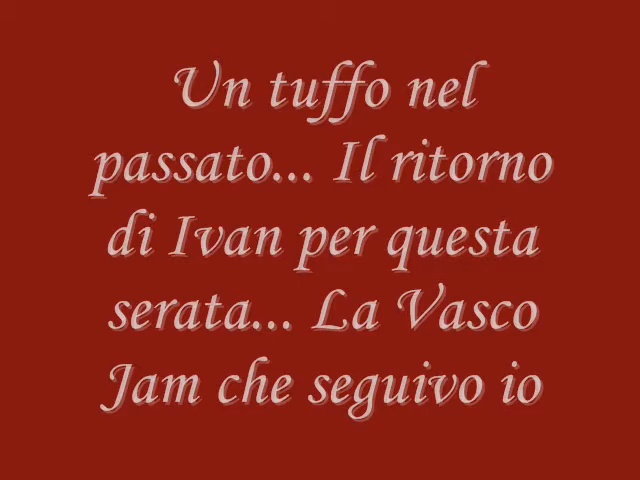 Un tuffo nel
passato... Il ritorno
di Ivan per questa
serata... La Vasco
Jam che seguivo io